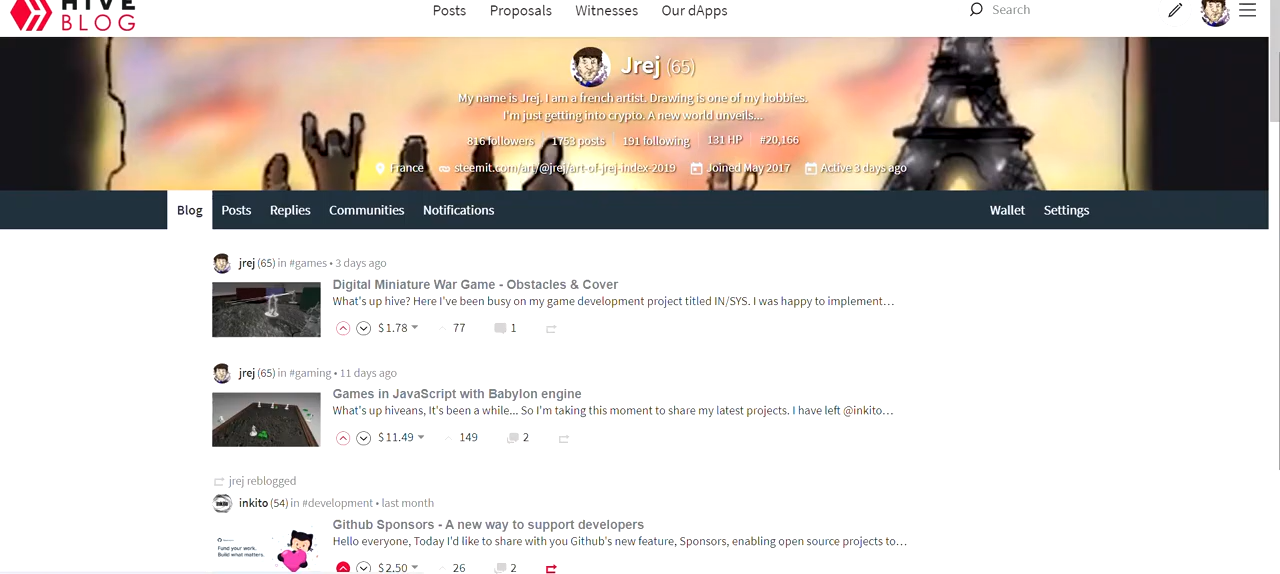 HIVE
BLOG
Posts Proposals Witnesses Our dApps Search
Jrej (65)
My name is Jrej. I am a french artist. Drawing is one of my hobbies.
I'm just getting into crypto. A new world unveils...
816 followers 1753 posts 191 following 131 HP #20,166
France steemit.com/art/@jrej/art-of-jrej-index-2019 Joined May 2017 Active 3 days ago
Blog Posts Replies Communities Notifications Wallet Settings
jrej (65) in #games • 3 days ago
Digital Miniature War Game - Obstacles & Cover
What's up hive? Here I've been busy on my game development project titled IN/SYS. I was happy to implement…
$1.78 77 1
jrej (65) in #gaming • 11 days ago
Games in JavaScript with Babylon engine
What's up hiveans, It's been a while... So I'm taking this moment to share my latest projects. I have left @inkito…
$11.49 149 2
jrej reblogged
inkito (54) in #development • last month
Github Sponsors - A new way to support developers
Hello everyone, Today I'd like to share with you Github's new feature, Sponsors, enabling open source projects to…
Fund your work.
Build what matters.
$2.50 26 2